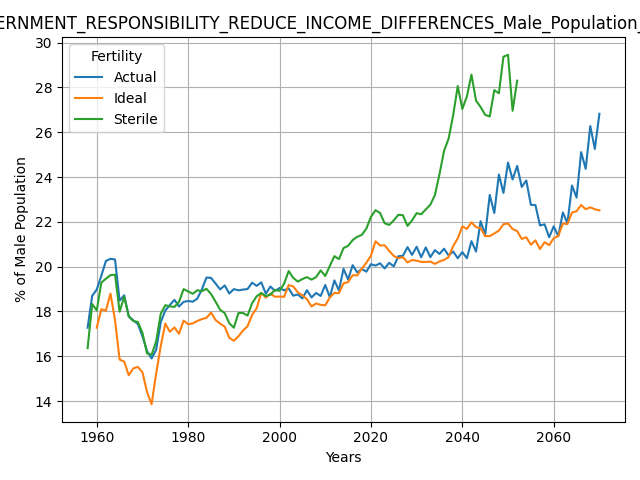 ERNMENT_RESPONSIBILITY_REDUCE_INCOME_DIFFERENCES_Male_Population_
30
28
26
24
22
20
18
16
14
% of Male Population
Fertility
Actual
Ideal
Sterile
1960 1980 2000 2020 2040 2060
Years